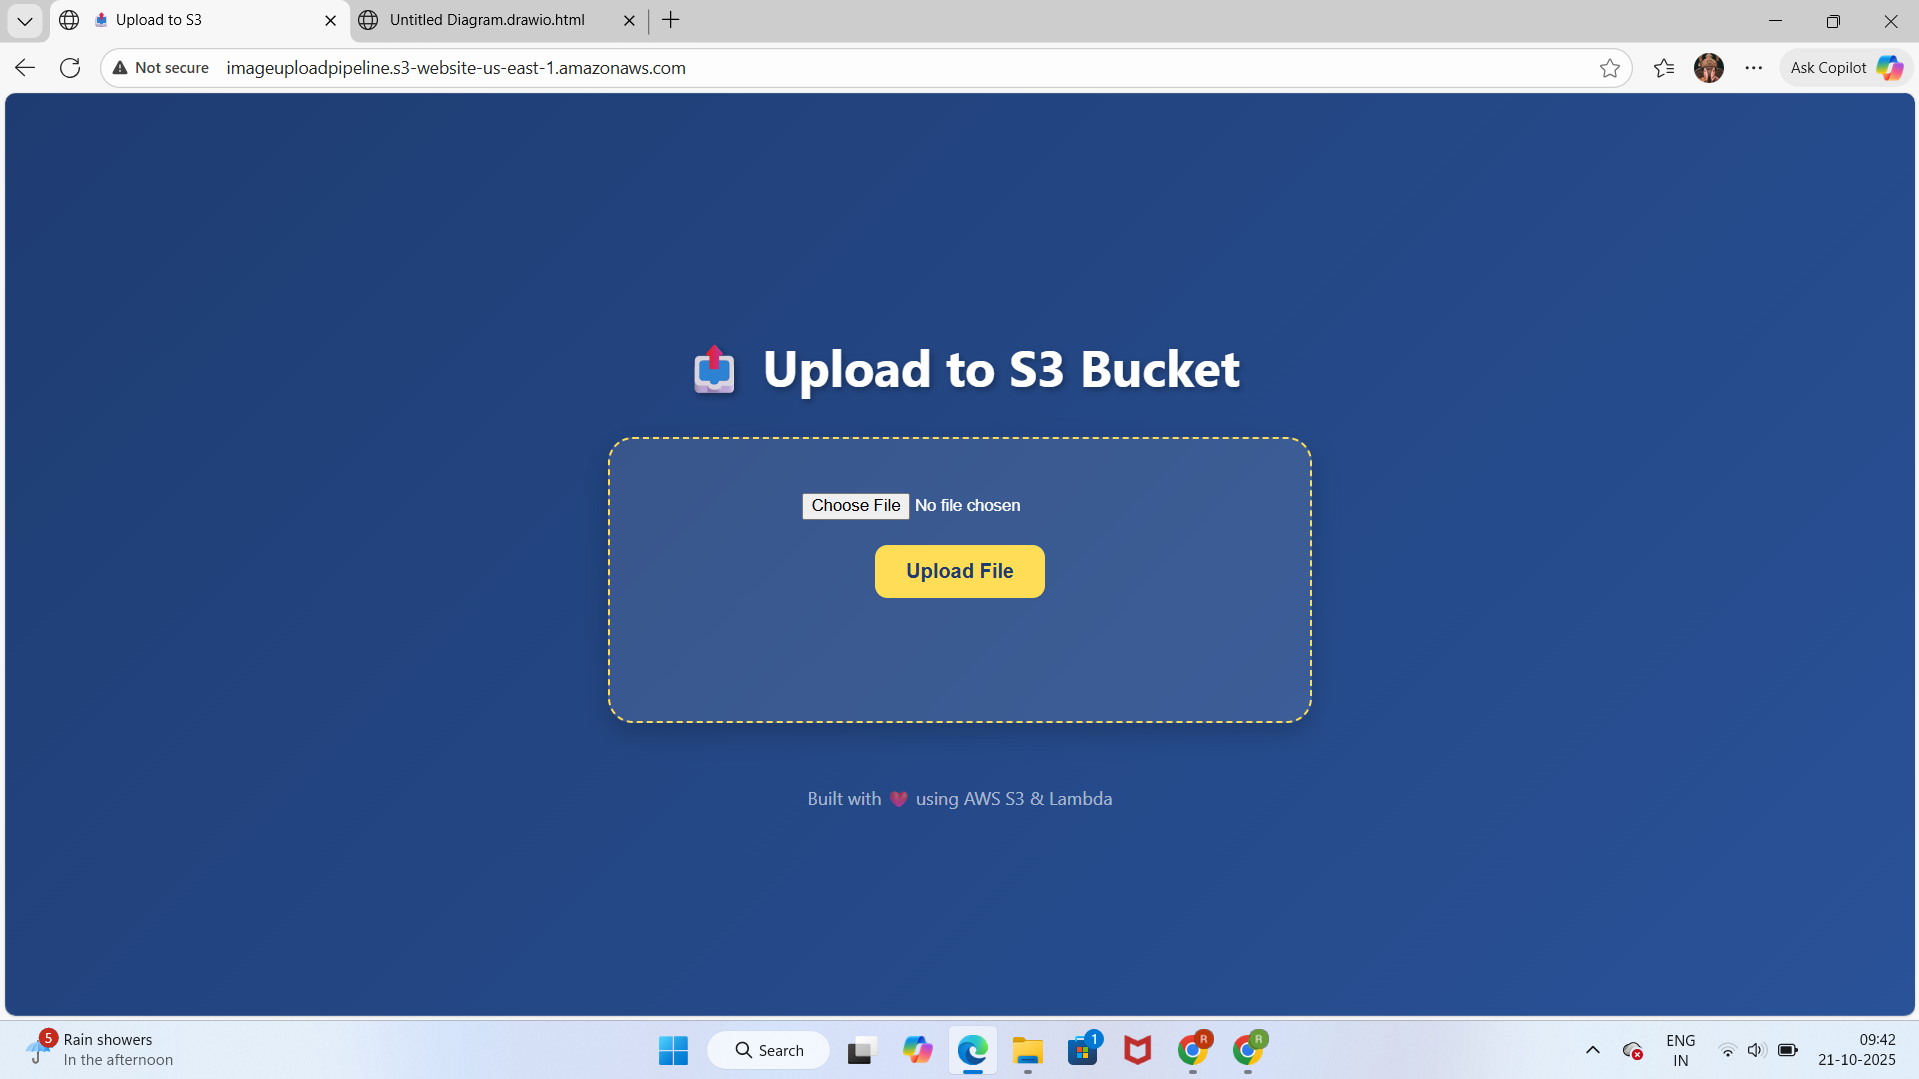 Upload to S3
Untitled Diagram.drawio.html
Not secure
imageuploadpipeline.s3-website-us-east-1.amazonaws.com
Ask Copilot
Upload to S3 Bucket
Choose File No file chosen
Upload File
Built with using AWS S3 & Lambda
5
Rain showers
In the afternoon
Search
1
R
R
ENG
IN
09:42
21-10-2025